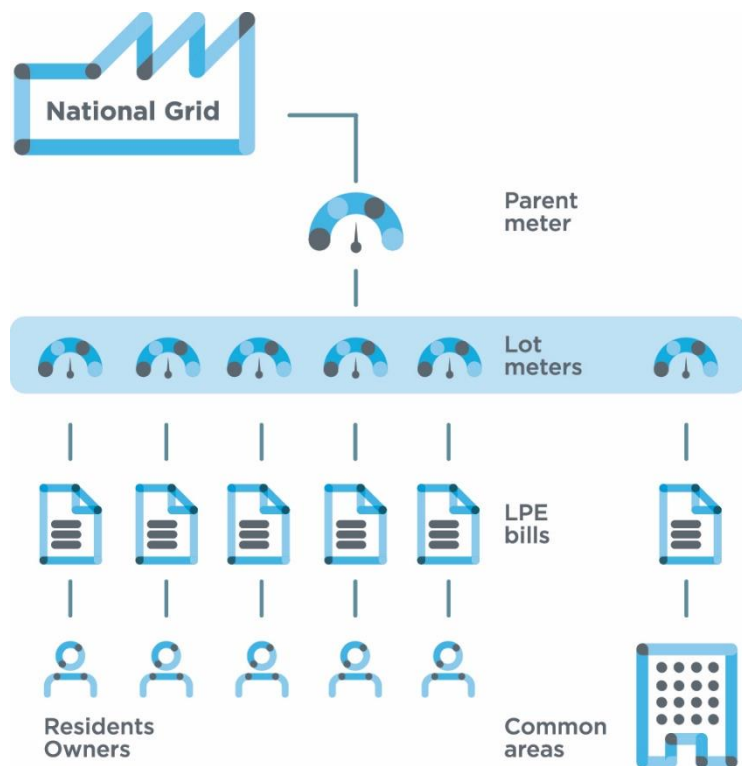 National Grid
Parent
meter
Lot
meters
LPE
bills
Residents
Owners
Common
areas